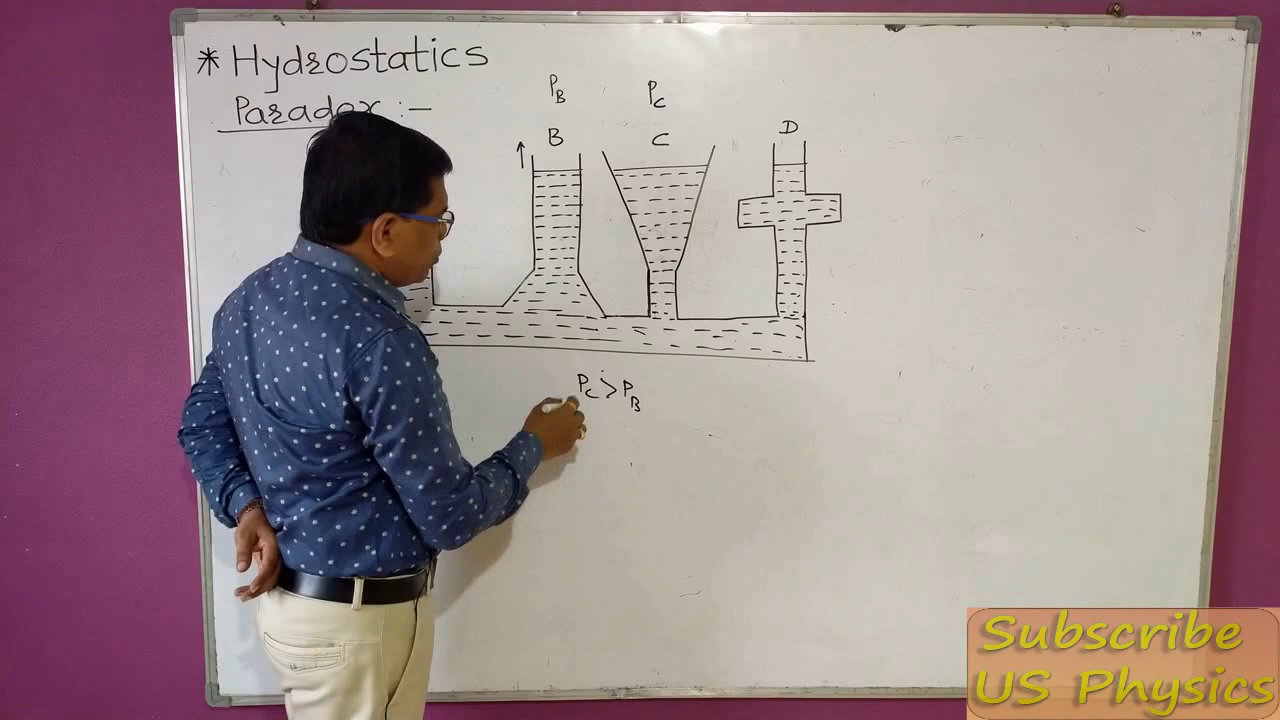 * Hydrostatics
Paradox :-
P_B P_C
B C D
P_C > P_B
Subscribe
US Physics